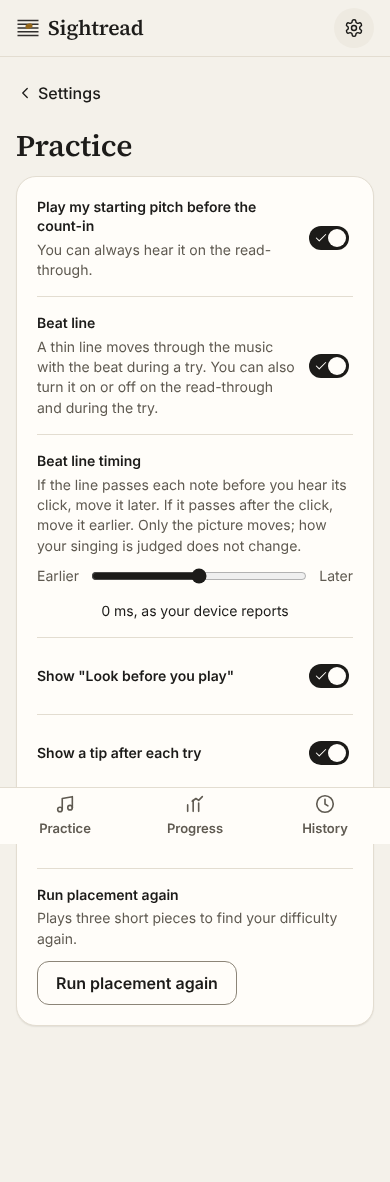 Sightread
Settings
Practice
Play my starting pitch before the
count-in
You can always hear it on the read-
through.
Beat line
A thin line moves through the music
with the beat during a try. You can also
turn it on or off on the read-through
and during the try.
Beat line timing
If the line passes each note before you hear its
click, move it later. If it passes after the click,
move it earlier. Only the picture moves; how
your singing is judged does not change.
Earlier
Later
0 ms, as your device reports
Show "Look before you play"
Show a tip after each try
Practice
Progress
History
Run placement again
Plays three short pieces to find your difficulty
again.
Run placement again